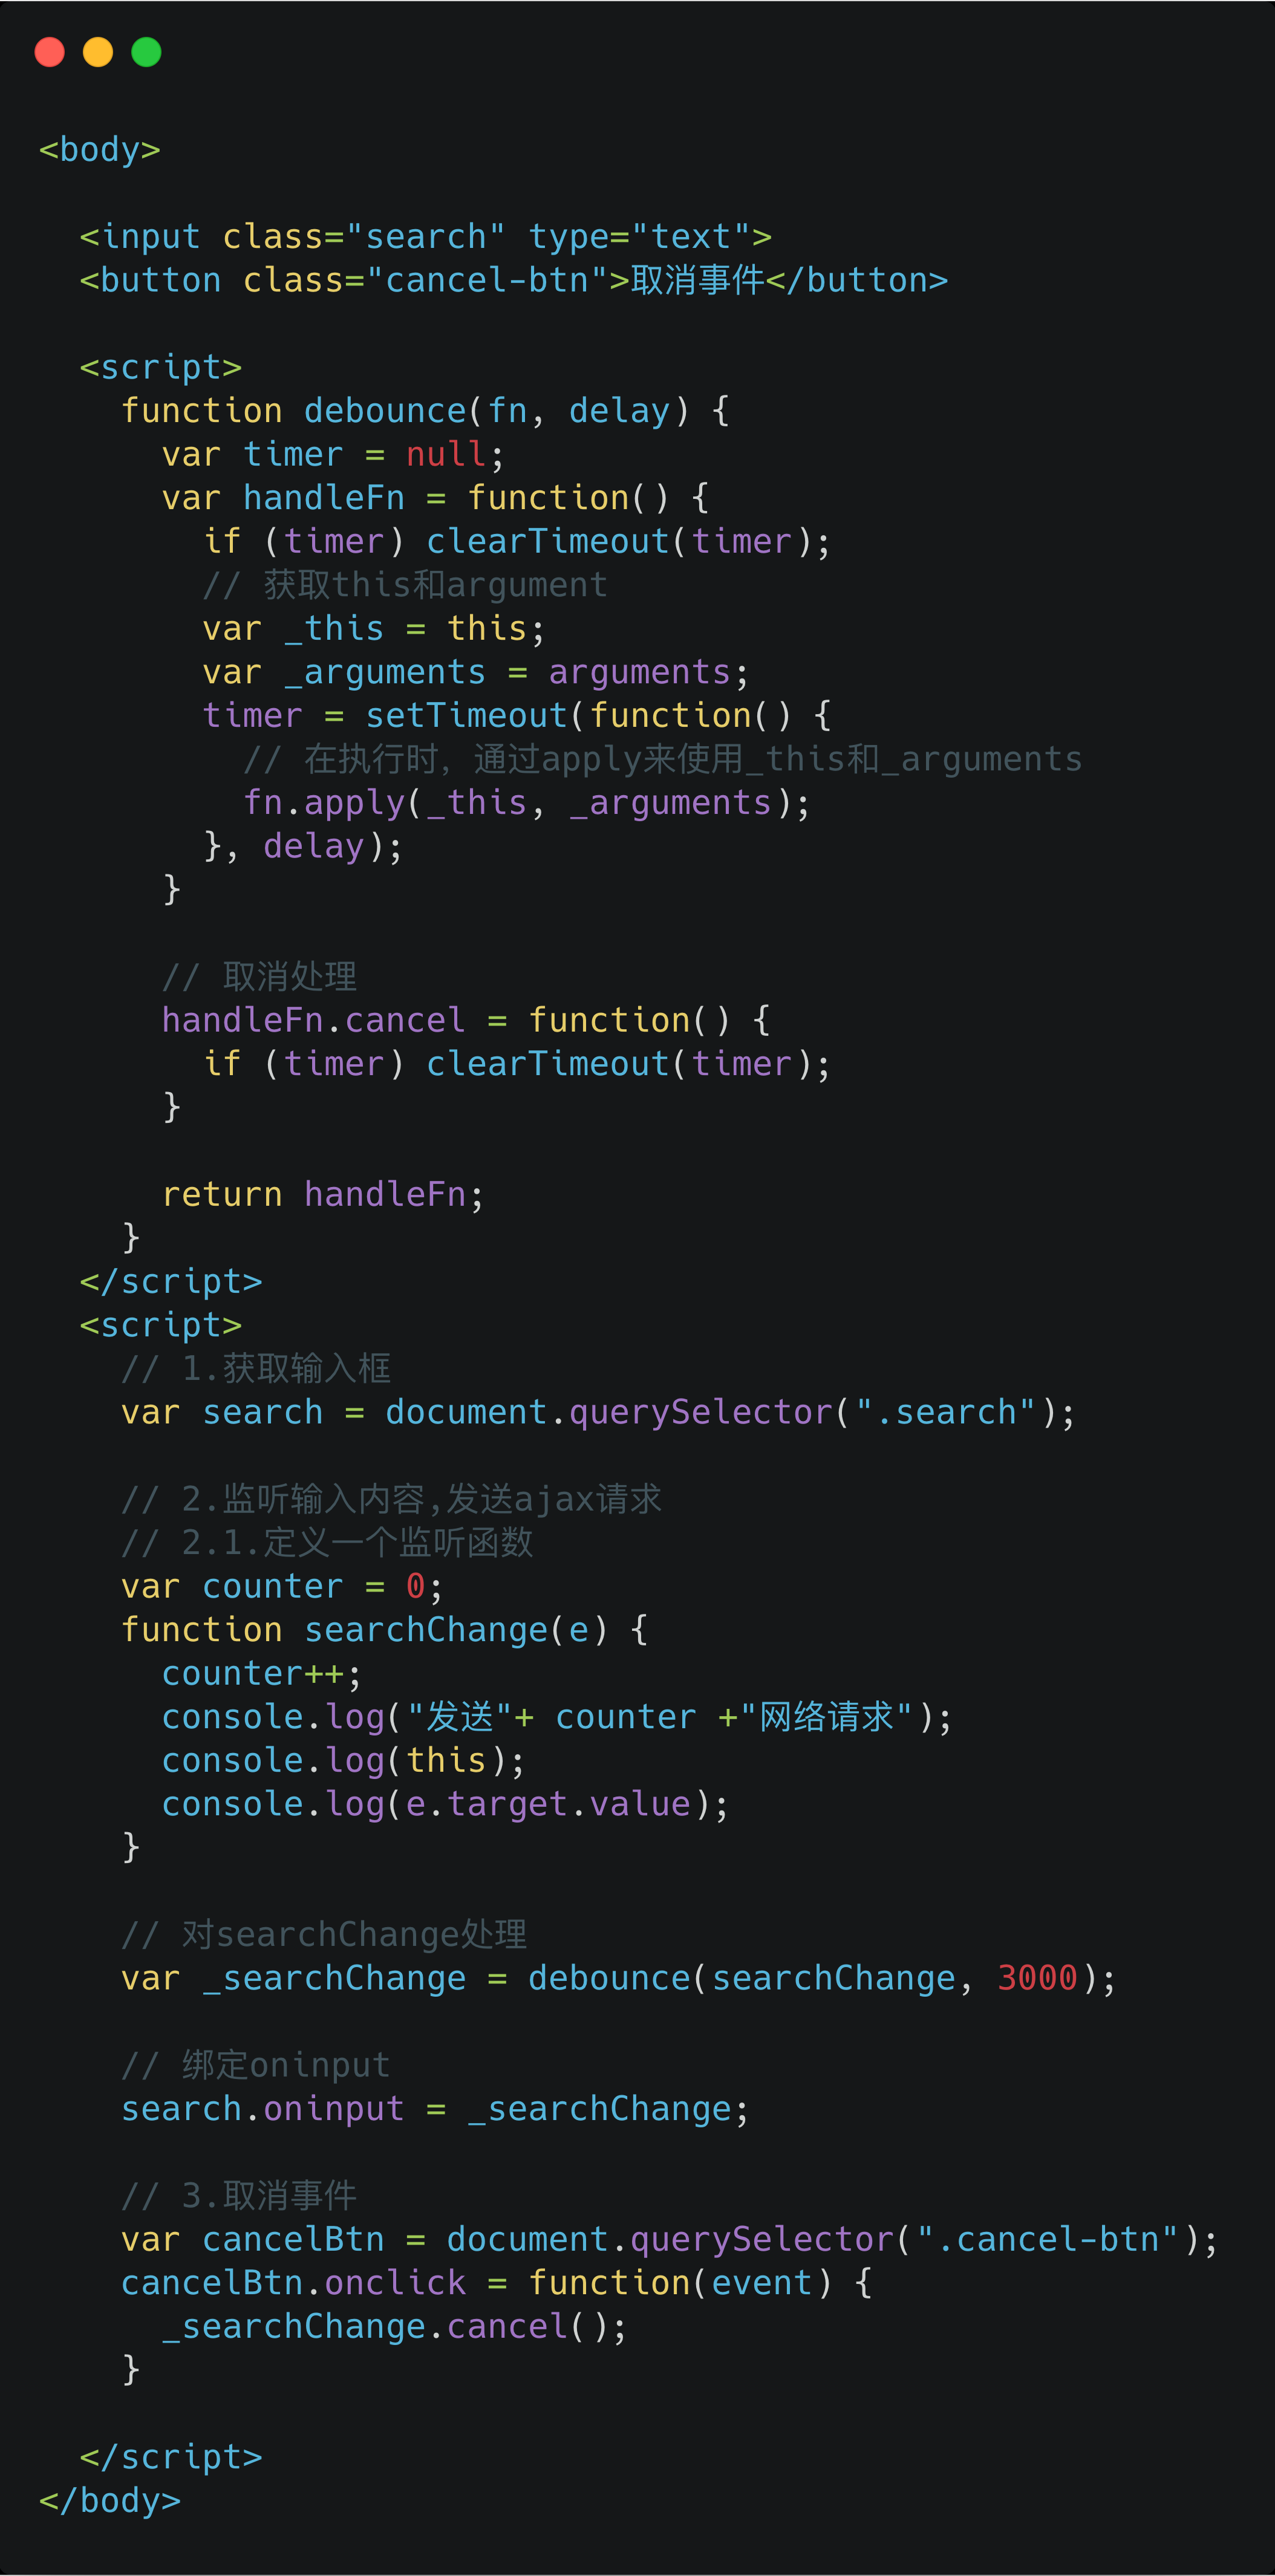 <body>
<input class="search" type="text">
<button class="cancel-btn">取消事件</button>
<script>
function debounce(fn, delay) {
var timer = null;
var handleFn = function() {
if (timer) clearTimeout(timer);
// 获取this和argument
var _this = this;
var _arguments = arguments;
timer = setTimeout(function() {
// 在执行时，通过apply来使用_this和_arguments
fn.apply(_this, _arguments);
}, delay);
}
// 取消处理
handleFn.cancel = function() {
if (timer) clearTimeout(timer);
}
return handleFn;
}
</script>
<script>
// 1.获取输入框
var search = document.querySelector(".search");
// 2.监听输入内容,发送ajax请求
// 2.1.定义一个监听函数
var counter = 0;
function searchChange(e) {
counter++;
console.log("发送"+ counter +"网络请求");
console.log(this);
console.log(e.target.value);
}
// 对searchChange处理
var _searchChange = debounce(searchChange, 3000);
// 绑定oninput
search.oninput = _searchChange;
// 3.取消事件
var cancelBtn = document.querySelector(".cancel-btn");
cancelBtn.onclick = function(event) {
_searchChange.cancel();
}
</script>
</body>